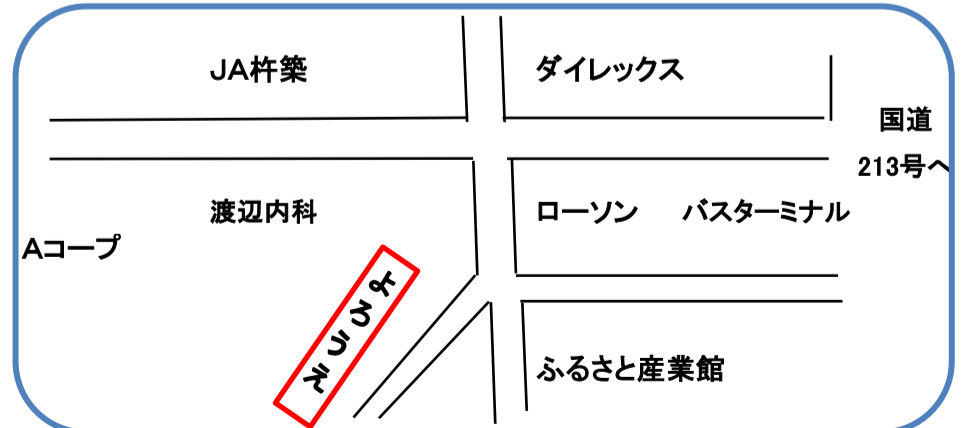 JA杵築
ダイレックス
国道
213号へ
渡辺内科
ローソン
バスターミナル
Aコープ
よろうえ
ふるさと産業館